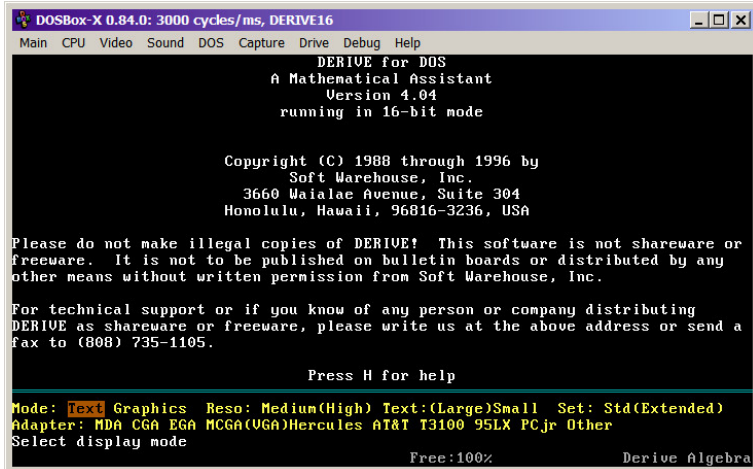 DOSBox-X 0.84.0: 3000 cycles/ms, DERIVE16
Main CPU Video Sound DOS Capture Drive Debug Help
DERIVE for DOS
A Mathematical Assistant
Version 4.04
running in 16-bit mode
Copyright (C) 1988 through 1996 by
Soft Warehouse, Inc.
3660 Waialae Avenue, Suite 304
Honolulu, Hawaii, 96816-3236, USA
Please do not make illegal copies of DERIVE! This software is not shareware or
freeware. It is not to be published on bulletin boards or distributed by any
other means without written permission from Soft Warehouse, Inc.
For technical support or if you know of any person or company distributing
DERIVE as shareware or freeware, please write us at the above address or send a
fax to (808) 735-1105.
Press H for help
Mode: Text Graphics Reso: Medium(High) Text:(Large)Small Set: Std(Extended)
Adapter: MDA CGA EGA MCGA(VGA)Hercules AT&T T3100 95LX PCjr Other
Select display mode
Free:100% Derive Algebra